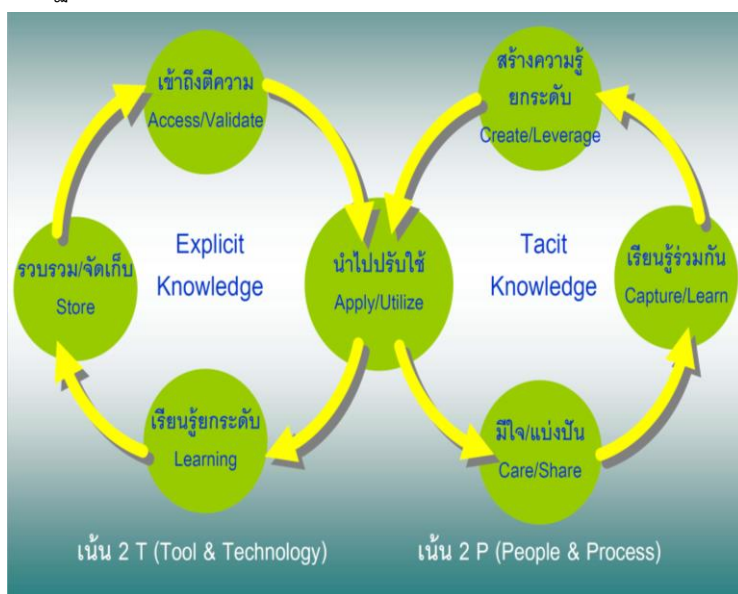 เข้าถึงตีความ
Access/Validate
สร้างความรู้
ยกระดับ
Create/Leverage
รวบรวม/จัดเก็บ
Store
Explicit
Knowledge
นำไปปรับใช้
Apply/Utilize
Tacit
Knowledge
เรียนรู้ร่วมกัน
Capture/Learn
เรียนรู้ยกระดับ
Learning
มีใจ/แบ่งปัน
Care/Share
เน้น 2 T (Tool & Technology)
เน้น 2 P (People & Process)